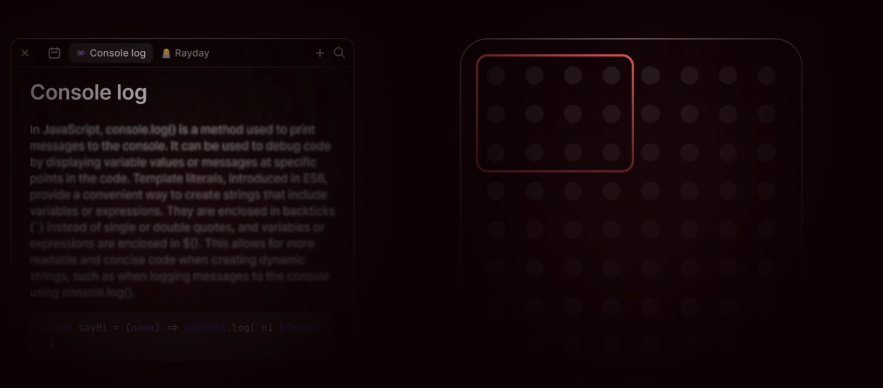 Console log
Rayday
Console log
In JavaScript, console.log() is a method used to print
messages to the console. It can be used to debug code
by displaying variable values or messages at specific
points in the code. Template literals, introduced in ES6,
provide a convenient way to create strings that include
variables or expressions. They are enclosed in backticks
(`) instead of single or double quotes, and variables or
expressions are enclosed in ${}. This allows for more
readable and concise code when creating dynamic
strings, such as when logging messages to the console
using console.log().
const sayHi = (name) => console.log(`Hi ${name}